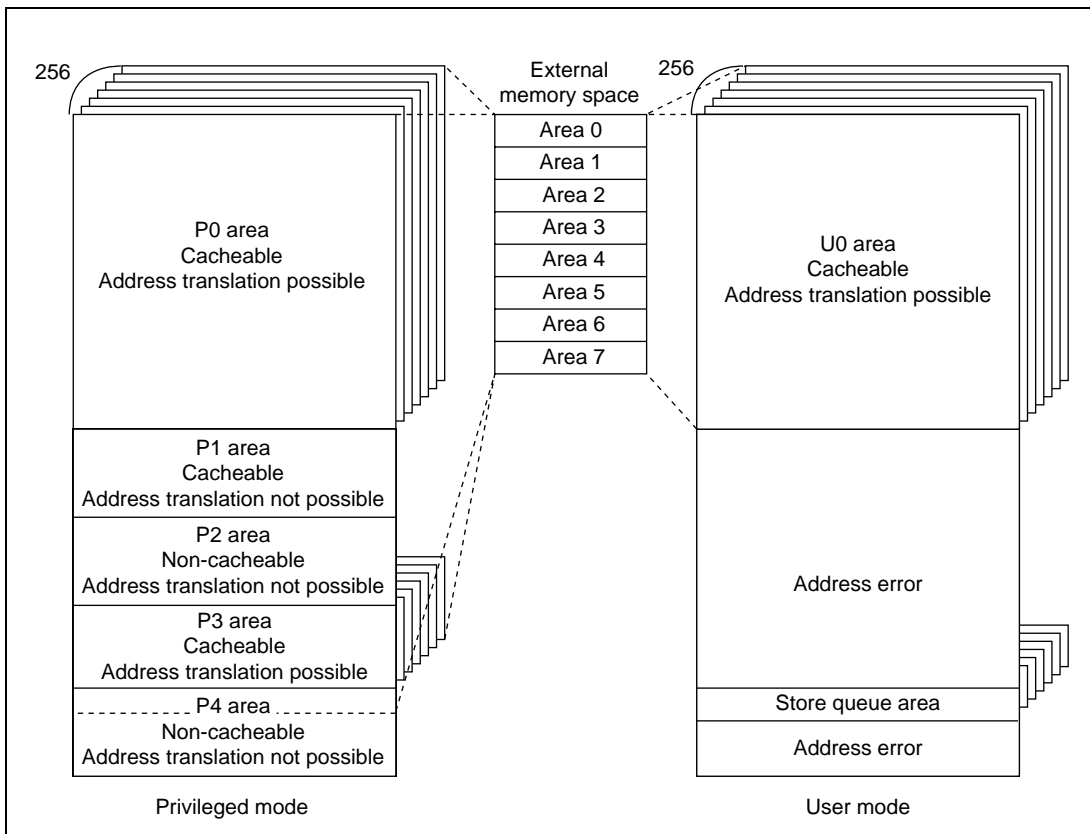 256
P0 area
Cacheable
Address translation possible
P1 area
Cacheable
Address translation not possible
P2 area
Non-cacheable
Address translation not possible
P3 area
Cacheable
Address translation possible
P4 area
Non-cacheable
Address translation not possible
Privileged mode
External
memory space
Area 0
Area 1
Area 2
Area 3
Area 4
Area 5
Area 6
Area 7
256
U0 area
Cacheable
Address translation possible
Address error
Store queue area
Address error
User mode